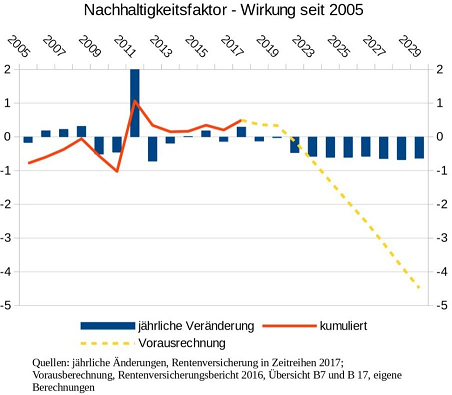 Nachhaltigkeitsfaktor - Wirkung seit 2005
2005 2007 2009 2011 2013 2015 2017 2019 2021 2023 2025 2027 2029
2 2
1 1
0 0
-1 -1
-2 -2
-3 -3
-4 -4
-5 -5
jährliche Veränderung kumuliert
Vorausrechnung
Quellen: jährliche Änderungen, Rentenversicherung in Zeitreihen 2017;
Vorausberechnung, Rentenversicherungsbericht 2016, Übersicht B7 und B 17, eigene
Berechnungen